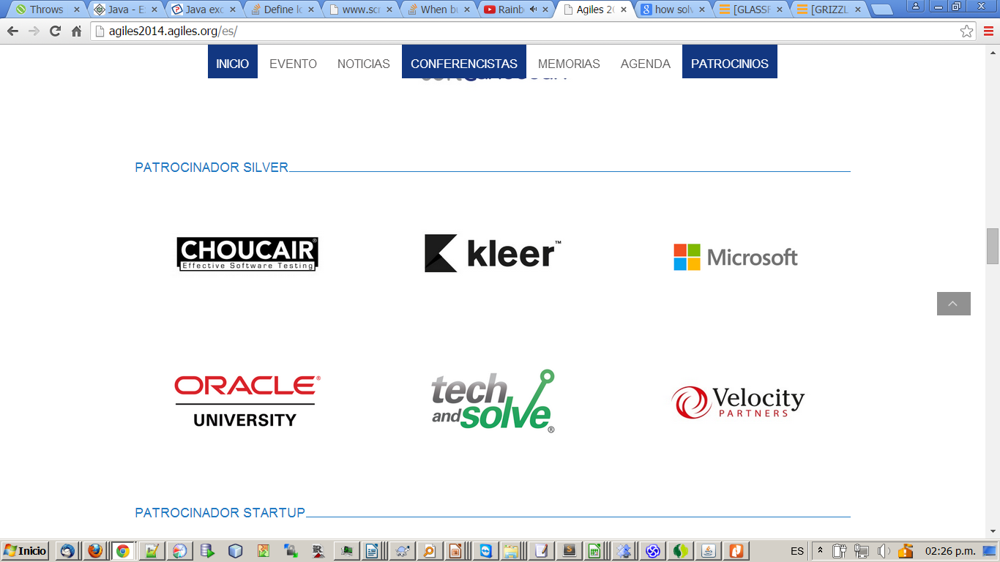 Throws
Java - E
Java exc
Define lo
www.scr
When bu
Rainb
Agiles 20
how solv
[GLASSF
[GRIZZL
agiles2014.agiles.org/es/
INICIO EVENTO NOTICIAS CONFERENCISTAS MEMORIAS AGENDA PATROCINIOS
PATROCINADOR SILVER
CHOUCAIR®
Effective Software Testing
kleer™
Microsoft
ORACLE®
UNIVERSITY
tech
and solve®
Velocity
PARTNERS
PATROCINADOR STARTUP
Inicio
ES
02:26 p.m.